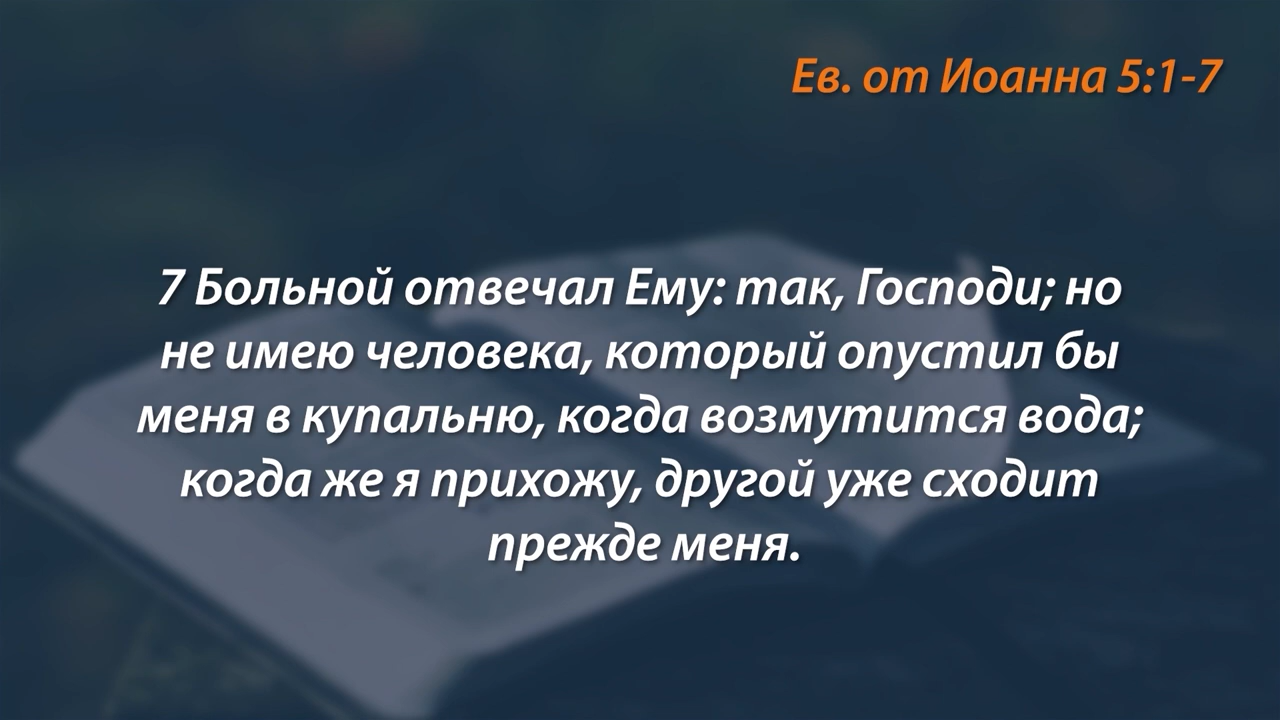 Ев. от Иоанна 5:1-7
7 Больной отвечал Ему: так, Господи; но
не имею человека, который опустил бы
меня в купальню, когда возмутится вода;
когда же я прихожу, другой уже сходит
прежде меня.